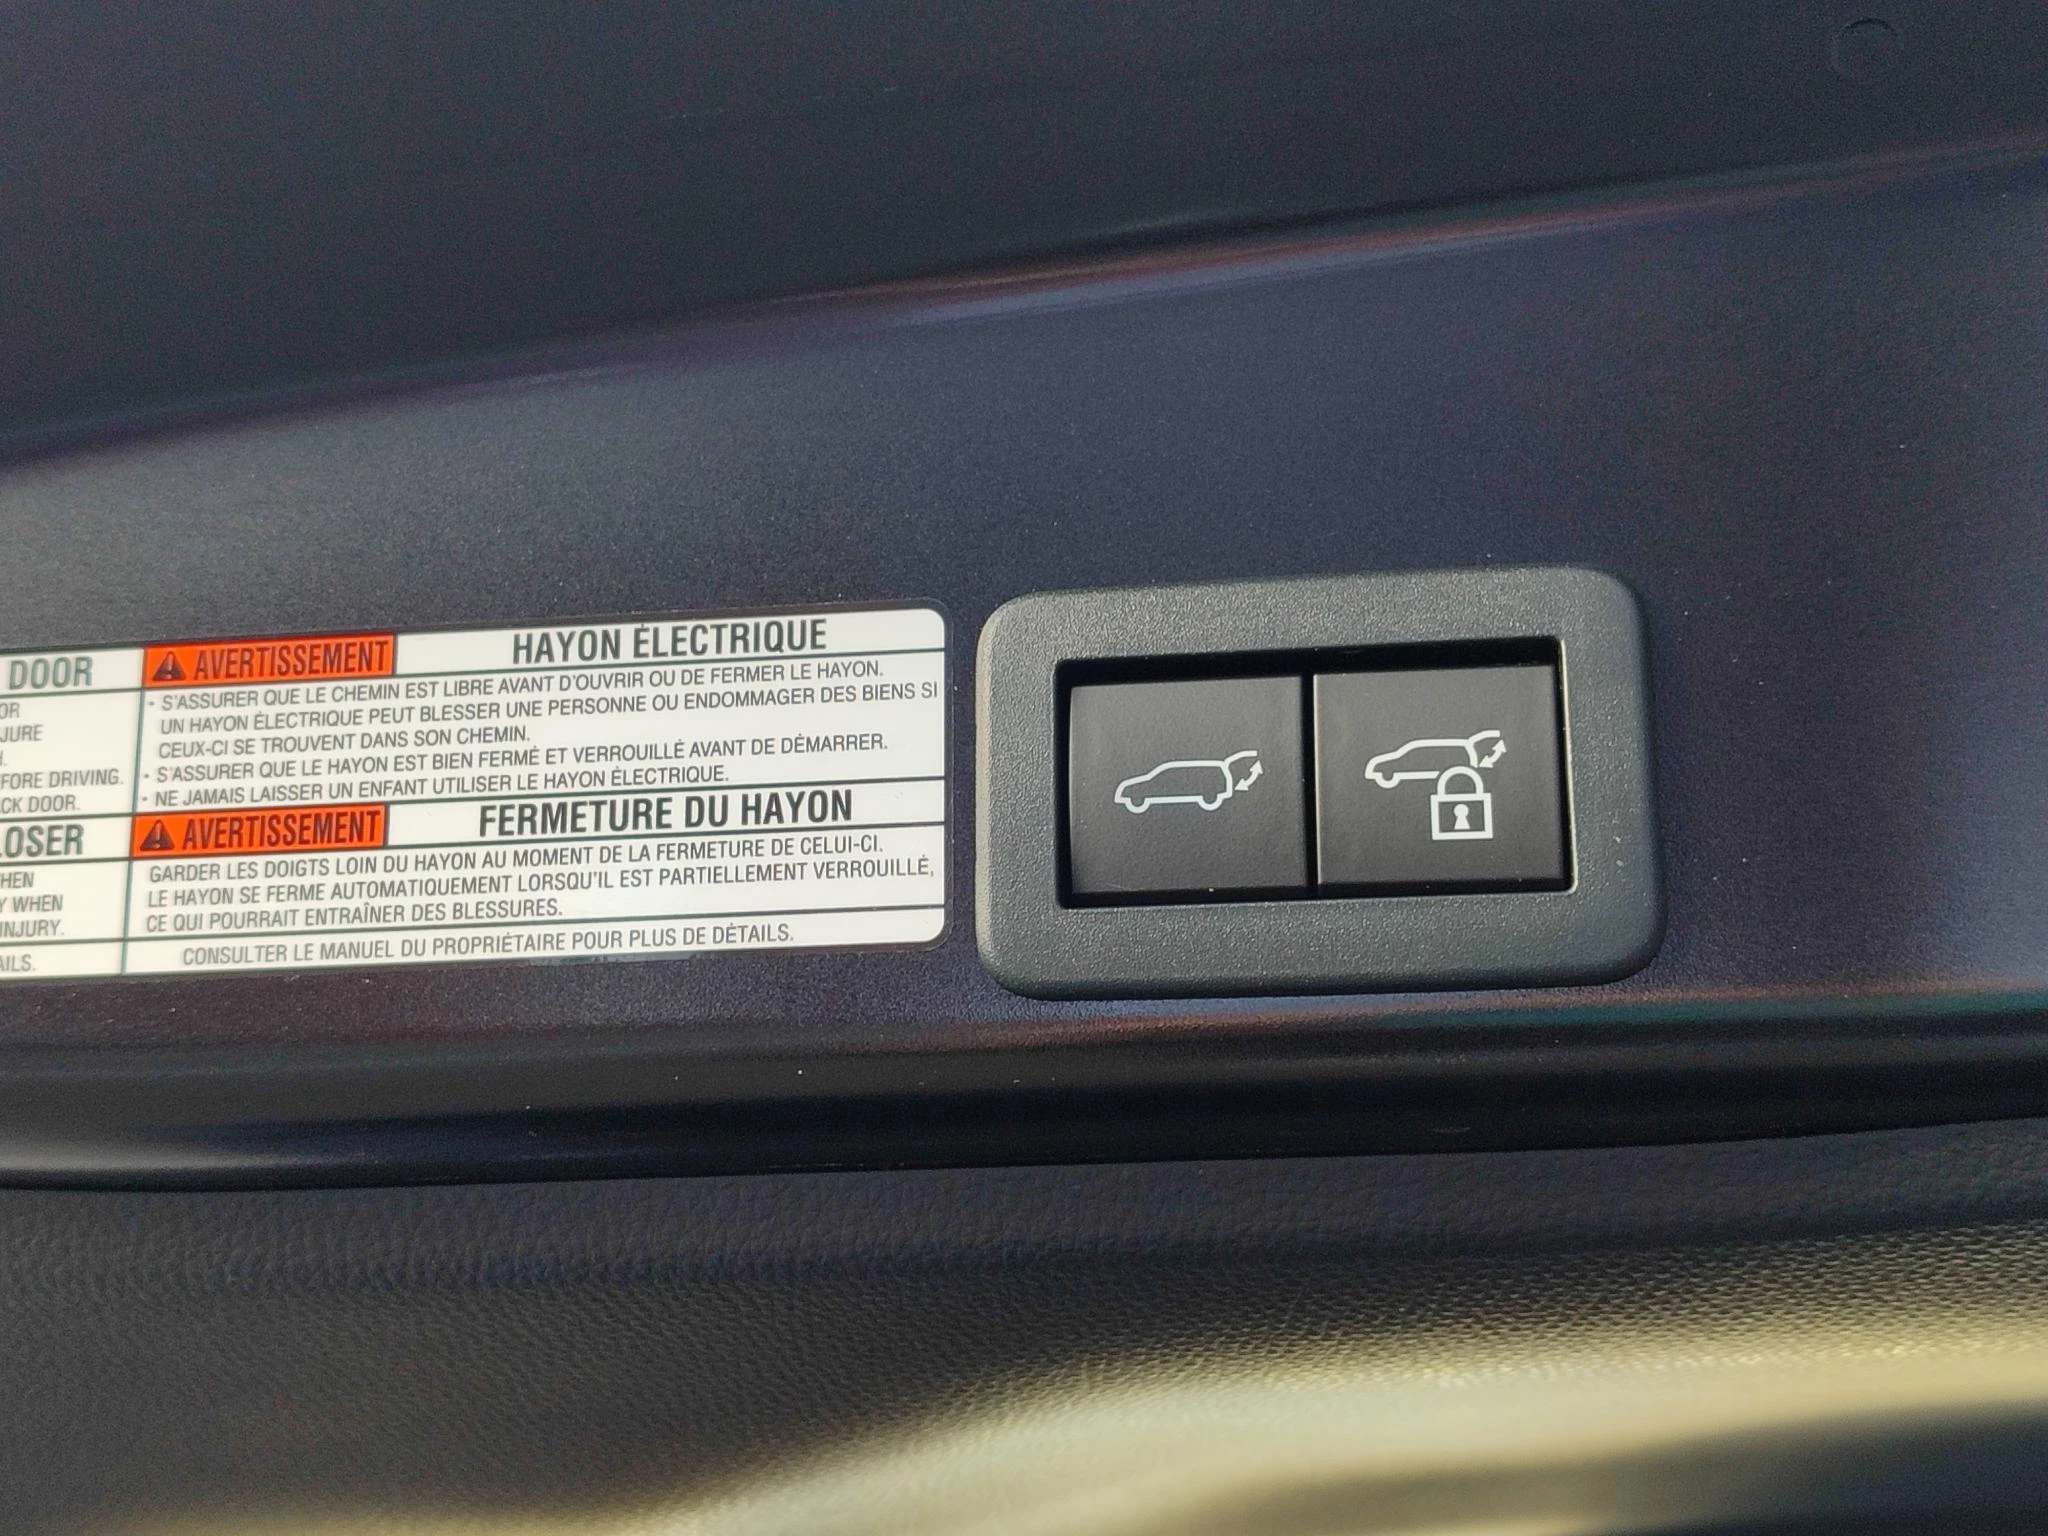 DOOR
OR
JURE
FORE DRIVING.
CK DOOR.
LOSER
HEN
Y WHEN
INJURY.
AILS.
AVERTISSEMENT HAYON ÉLECTRIQUE
• S'ASSURER QUE LE CHEMIN EST LIBRE AVANT D'OUVRIR OU DE FERMER LE HAYON.
UN HAYON ÉLECTRIQUE PEUT BLESSER UNE PERSONNE OU ENDOMMAGER DES BIENS SI
CEUX-CI SE TROUVENT DANS SON CHEMIN.
• S'ASSURER QUE LE HAYON EST BIEN FERMÉ ET VERROUILLÉ AVANT DE DÉMARRER.
• NE JAMAIS LAISSER UN ENFANT UTILISER LE HAYON ÉLECTRIQUE.
AVERTISSEMENT FERMETURE DU HAYON
GARDER LES DOIGTS LOIN DU HAYON AU MOMENT DE LA FERMETURE DE CELUI-CI.
LE HAYON SE FERME AUTOMATIQUEMENT LORSQU'IL EST PARTIELLEMENT VERROUILLÉ,
CE QUI POURRAIT ENTRAÎNER DES BLESSURES.
CONSULTER LE MANUEL DU PROPRIÉTAIRE POUR PLUS DE DÉTAILS.